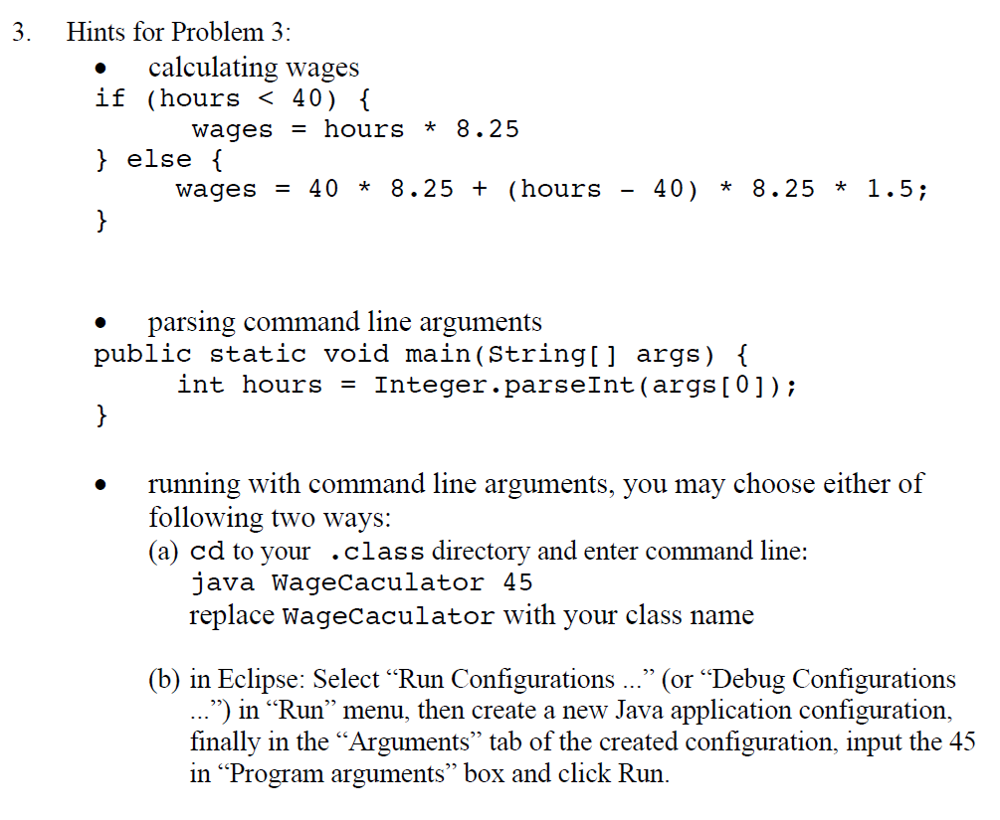 3. Hints for Problem 3:
• calculating wages
if (hours < 40) {
wages = hours * 8.25
} else {
wages = 40 * 8.25 + (hours - 40) * 8.25 * 1.5;
}
• parsing command line arguments
public static void main(String[] args) {
int hours = Integer.parseInt(args[0]);
}
• running with command line arguments, you may choose either of
following two ways:
(a) cd to your .class directory and enter command line:
java WageCaculator 45
replace WageCaculator with your class name
(b) in Eclipse: Select “Run Configurations ...” (or “Debug Configurations
...”) in “Run” menu, then create a new Java application configuration,
finally in the “Arguments” tab of the created configuration, input the 45
in “Program arguments” box and click Run.